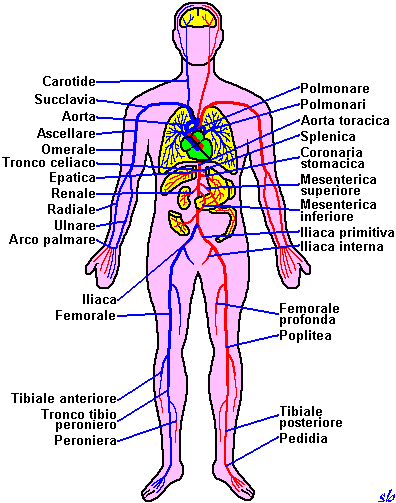 Carotide
Succlavia
Aorta
Ascellare
Omerale
Tronco celiaco
Epatica
Renale
Radiale
Ulnare
Arco palmare
Iliaca
Femorale
Tibiale anteriore
Tronco tibio
peroniero
Peroniera
Polmonare
Polmonari
Aorta toracica
Splenica
Coronaria
stomacica
Mesenterica
superiore
Mesenterica
inferiore
Iliaca primitiva
Iliaca interna
Femorale
profonda
Poplitea
Tibiale
posteriore
Pedidia